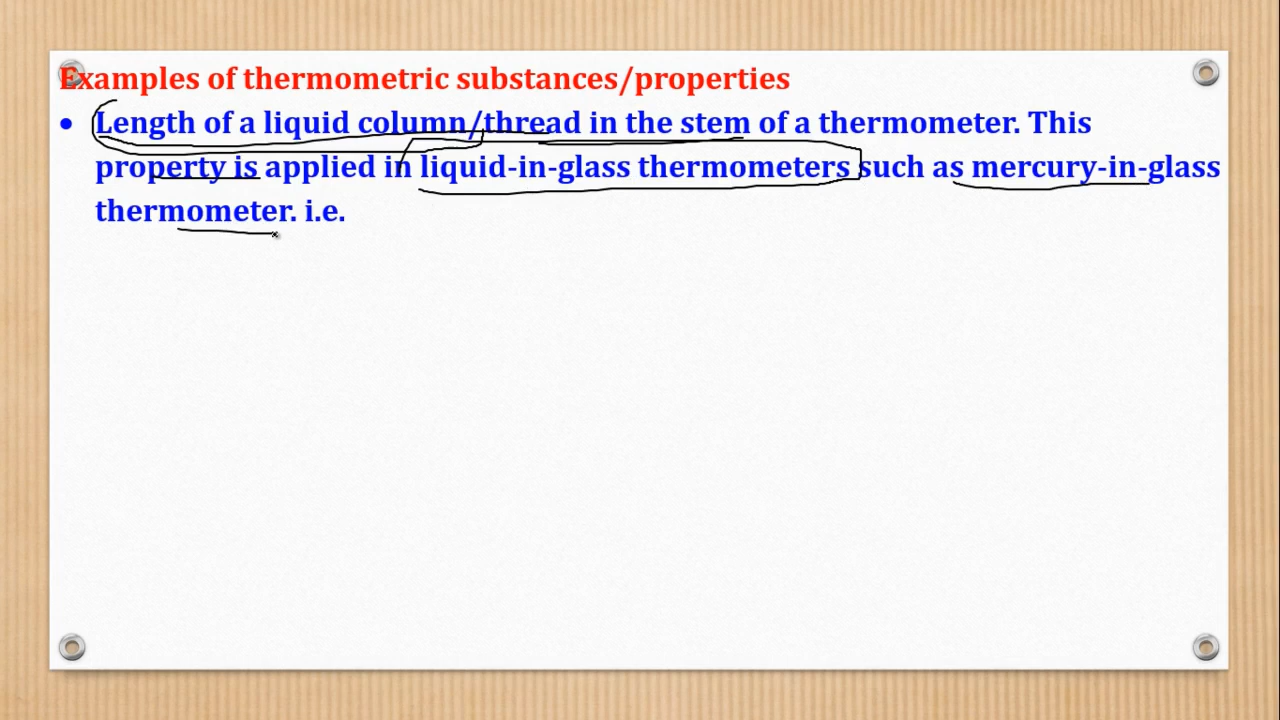 Examples of thermometric substances/properties
• Length of a liquid column/thread in the stem of a thermometer. This
property is applied in liquid-in-glass thermometers such as mercury-in-glass
thermometer. i.e.